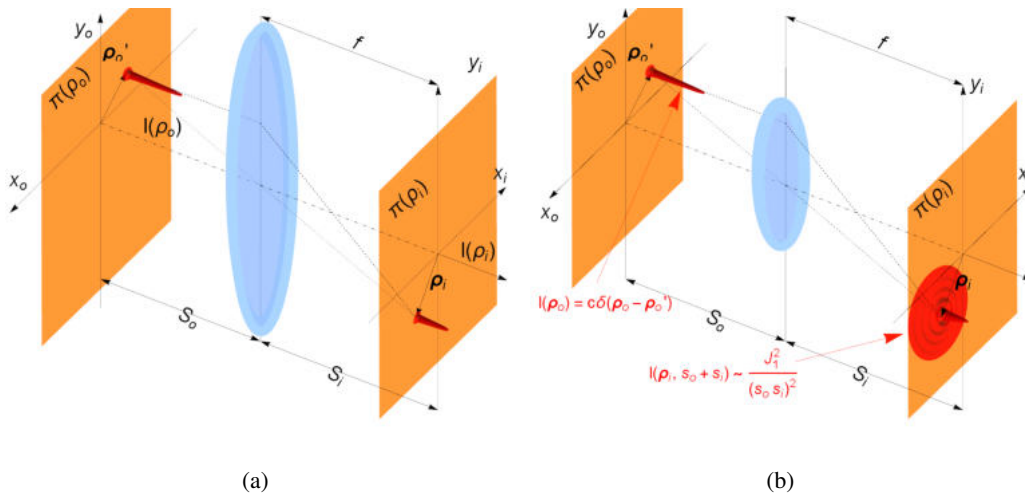 y_o
f
π(ρ_o)
ρ_o'
y_i
I(ρ_o)
x_o
x_i
π(ρ_i)
I(ρ_i)
ρ_i
S_o
S_i
(a)
y_o
f
π(ρ_o)
ρ_o'
y_i
x_o
π(ρ_i)
ρ_i
I(ρ_o) = cδ(ρ_o - ρ_o')
S_o
I(ρ_i, s_o + s_i) ~ J_1^2 / (s_o s_i)^2
S_i
(b)